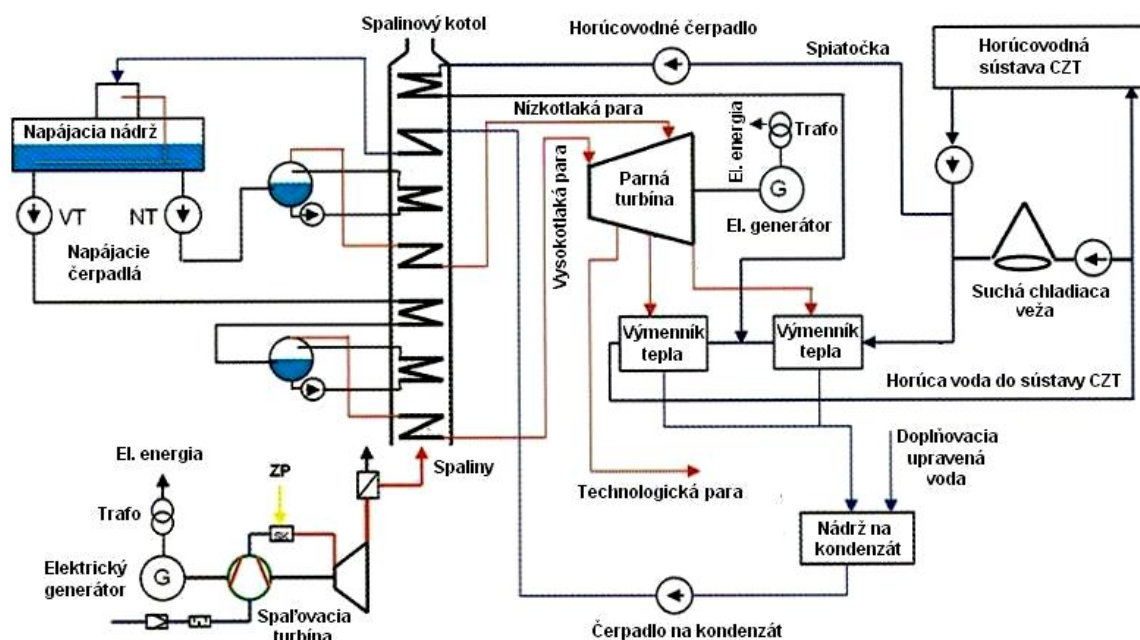 Spalinový kotol
Horúcovodné čerpadlo
Spiatočka
Horúcovodná
sústava CZT
Nízkotlaká para
Napájacia nádrž
El. energia
Trafo
Parná
turbína
G
El. generátor
Vysokotlaká para
VT
NT
Napájacie
čerpadlá
Suchá chladiaca
veža
Výmenník
tepla
Výmenník
tepla
Horúca voda do sústavy CZT
El. energia
ZP
Spaliny
Doplňovacia
upravená
voda
Technologická para
Trafo
SK
Nádrž na
kondenzát
Elektrický
generátor
G
Spaľovacia
turbína
Čerpadlo na kondenzát